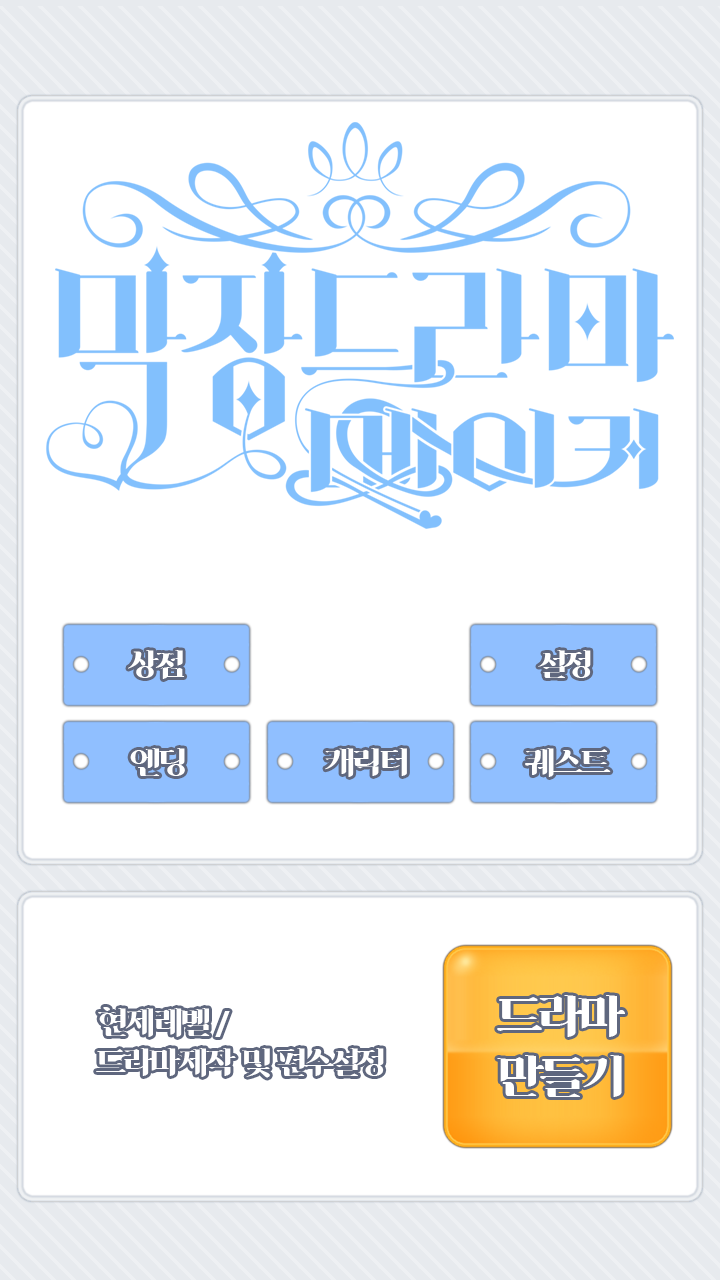 막장드라마
메이커
상점
설정
엔딩
캐릭터
퀘스트
현제레벨 /
드라마제작 및 편수설정
드라마
만들기